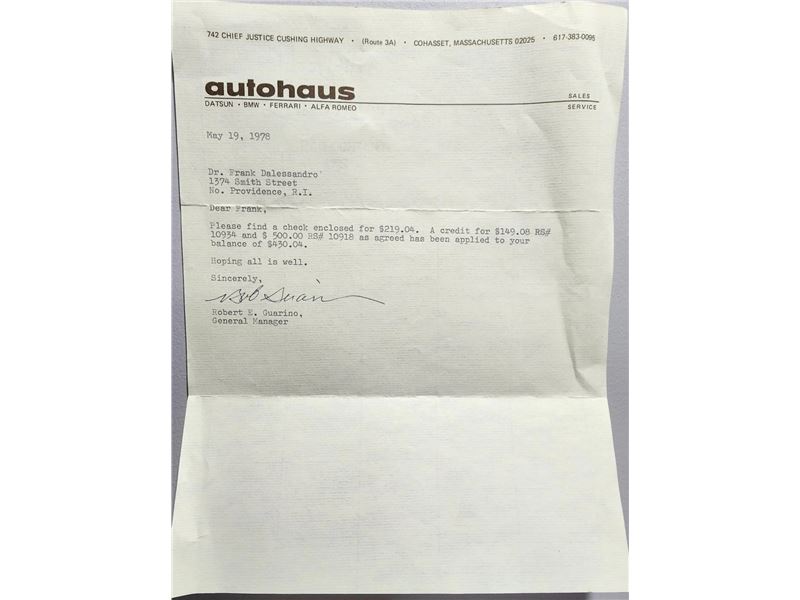 742 CHIEF JUSTICE CUSHING HIGHWAY • (Route 3A) • COHASSET, MASSACHUSETTS 02025 • 617-383-0095
autohaus
DATSUN • BMW • FERRARI • ALFA ROMEO
SALES
SERVICE
May 19, 1978
Dr. Frank Dalessandro
1374 Smith Street
No. Providence, R.I.
Dear Frank,
Please find a check enclosed for $219.04. A credit for $149.08 RS#
10934 and $ 500.00 RS# 10918 as agreed has been applied to your
balance of $430.04.
Hoping all is well.
Sincerely,
Bob Guarino
Robert E. Guarino,
General Manager